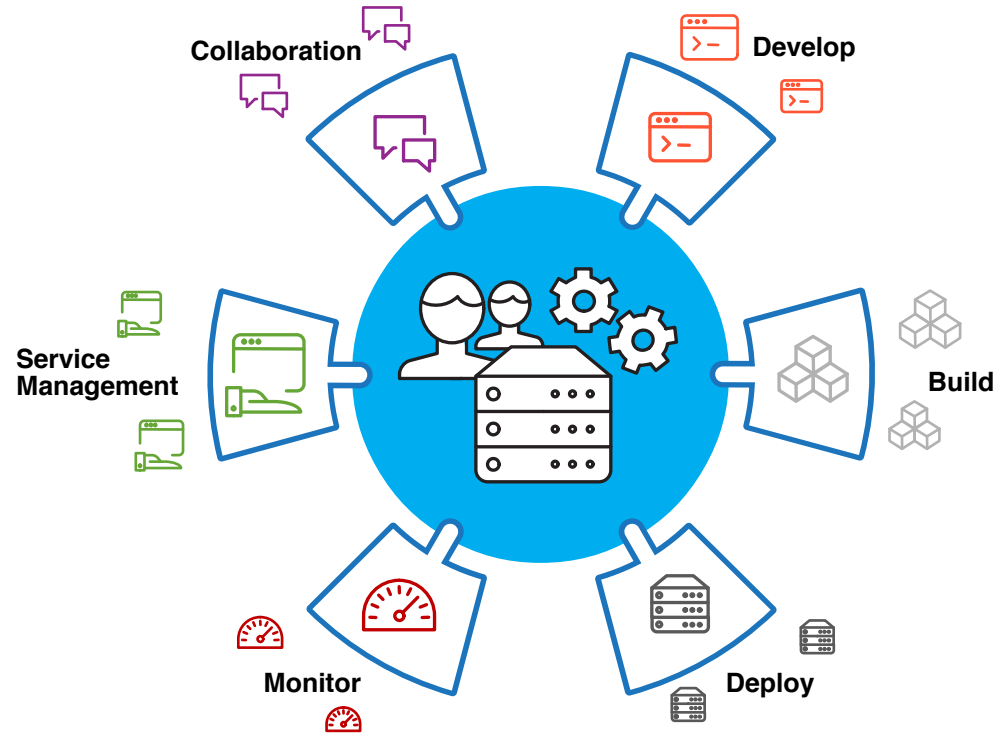 Collaboration
Develop
Service
Management
Build
Monitor
Deploy